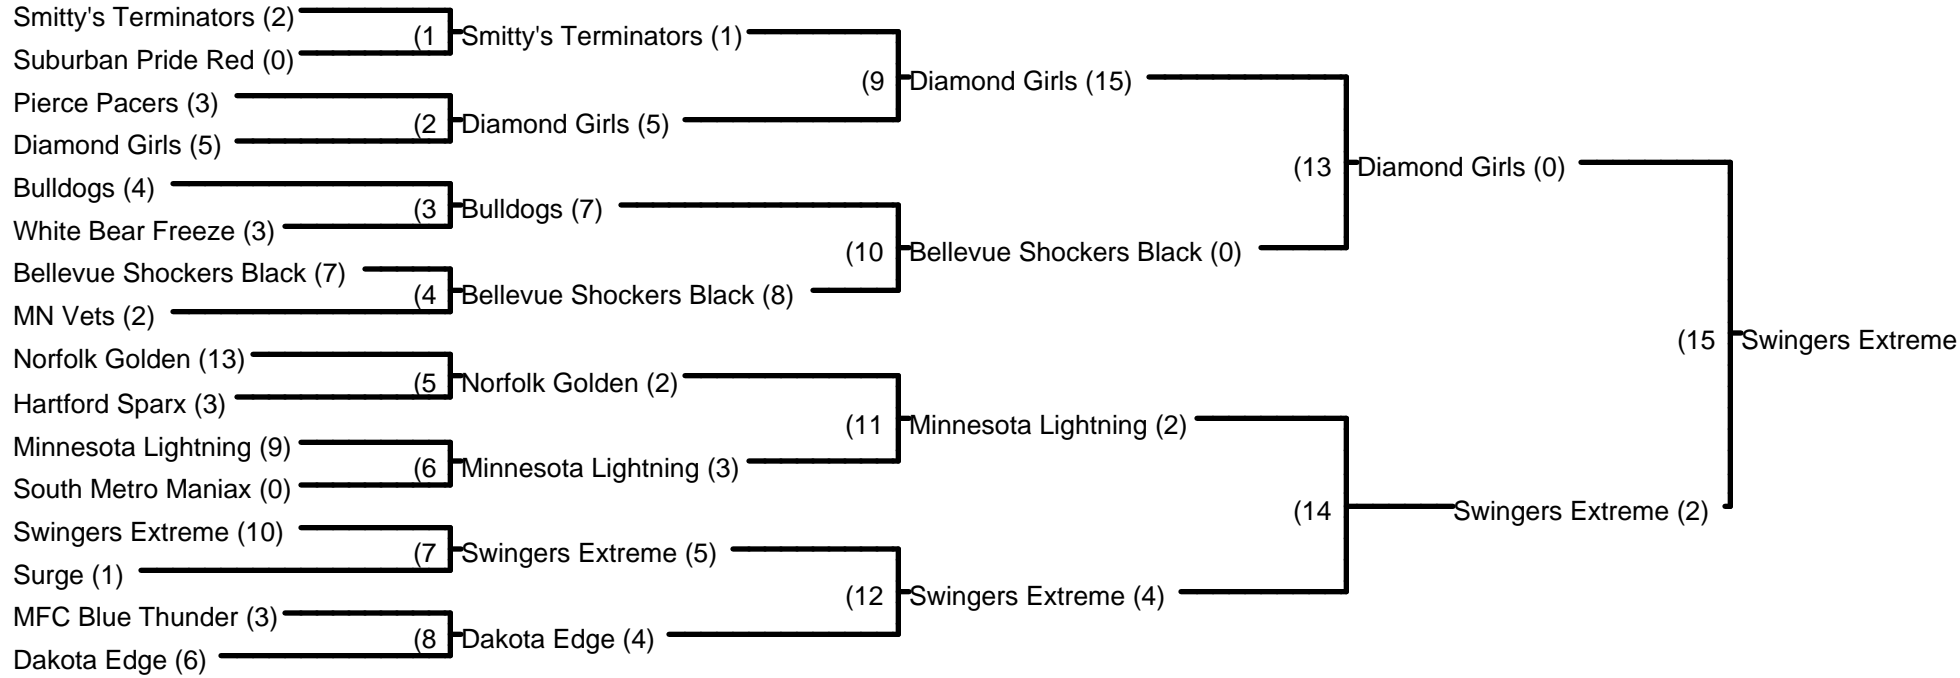 Smitty's Terminators (2)
Suburban Pride Red (0)
Pierce Pacers (3)
Diamond Girls (5)
Bulldogs (4)
White Bear Freeze (3)
Bellevue Shockers Black (7)
MN Vets (2)
Norfolk Golden (13)
Hartford Sparx (3)
Minnesota Lightning (9)
South Metro Maniax (0)
Swingers Extreme (10)
Surge (1)
MFC Blue Thunder (3)
Dakota Edge (6)
(1 Smitty's Terminators (1)
(2 Diamond Girls (5)
(3 Bulldogs (7)
(4 Bellevue Shockers Black (8)
(5 Norfolk Golden (2)
(6 Minnesota Lightning (3)
(7 Swingers Extreme (5)
(8 Dakota Edge (4)
(9 Diamond Girls (15)
(10 Bellevue Shockers Black (0)
(11 Minnesota Lightning (2)
(12 Swingers Extreme (4)
(13 Diamond Girls (0)
(14 Swingers Extreme (2)
(15 Swingers Extreme